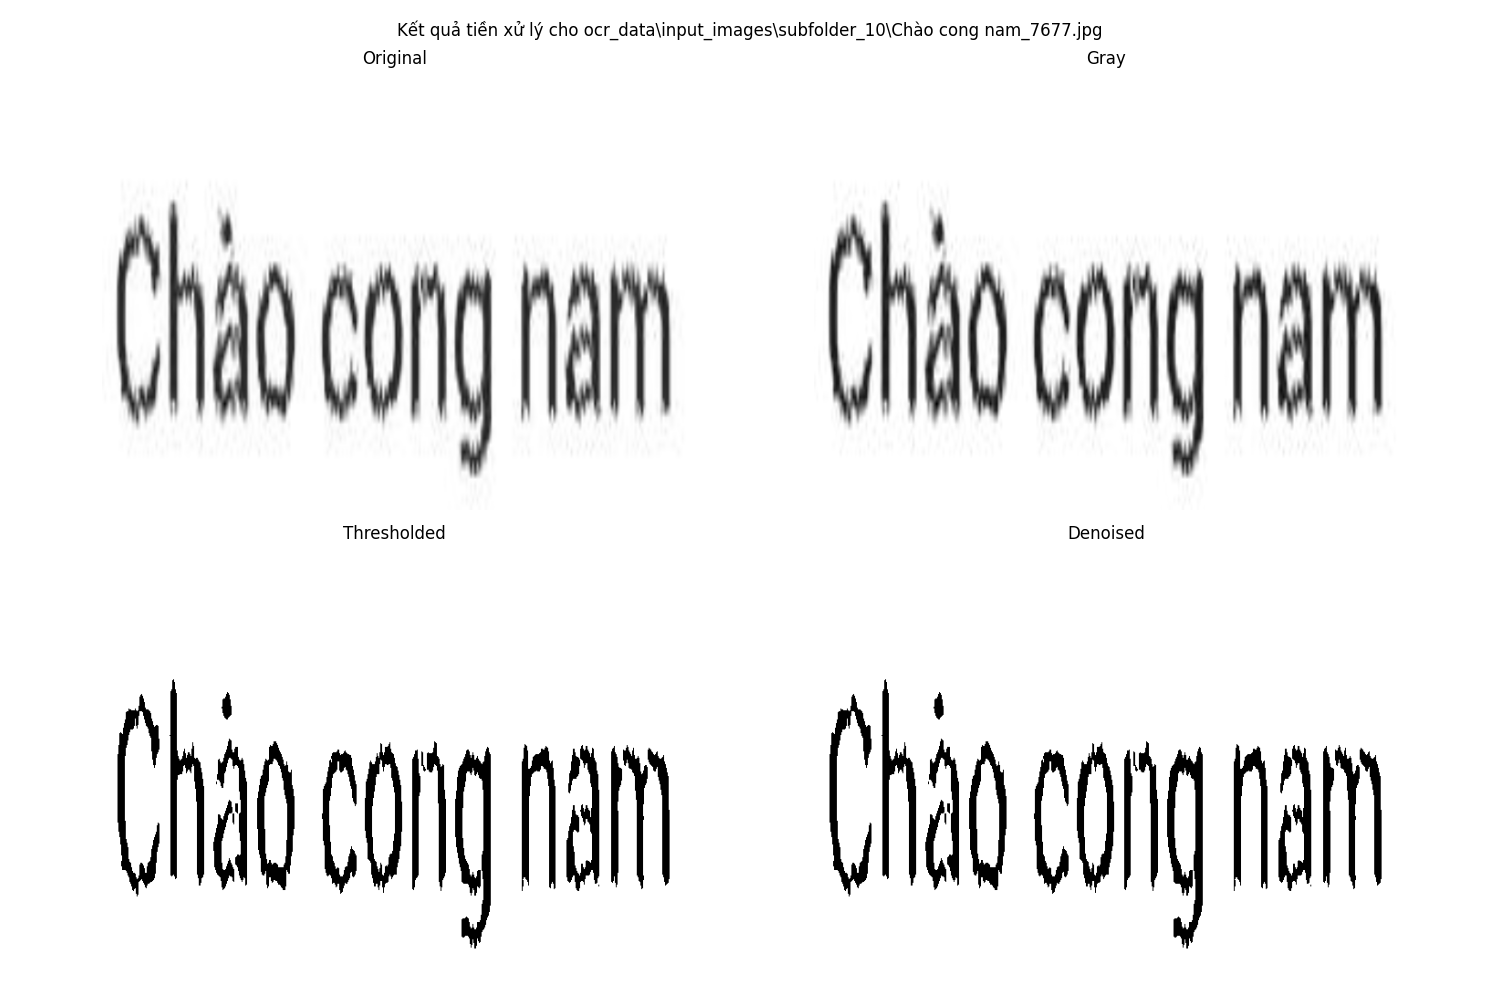 Kết quả tiền xử lý cho ocr_data\input_images\subfolder_10\Chào cong nam_7677.jpg
Original
Gray
Chào cong nam
Chào cong nam
Thresholded
Denoised
Chào cong nam
Chào cong nam